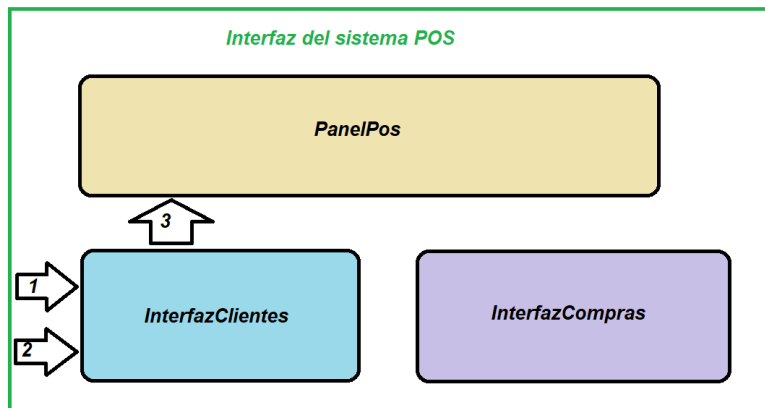 Interfaz del sistema POS
PanelPos
3
1
InterfazClientes
InterfazCompras
2